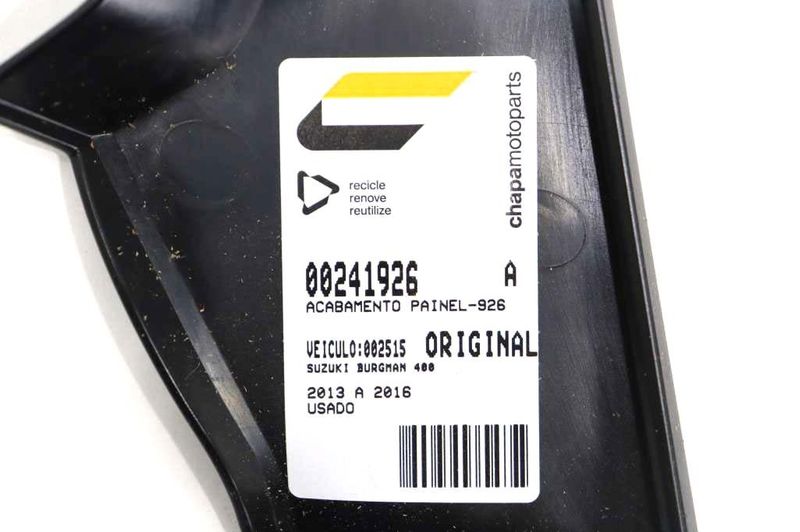 chapamotoparts
recicle
renove
reutilize
00241926 A
ACABAMENTO PAINEL-926
VEICULO:002515 ORIGINAL
SUZUKI BURGMAN 400
2013 A 2016
USADO